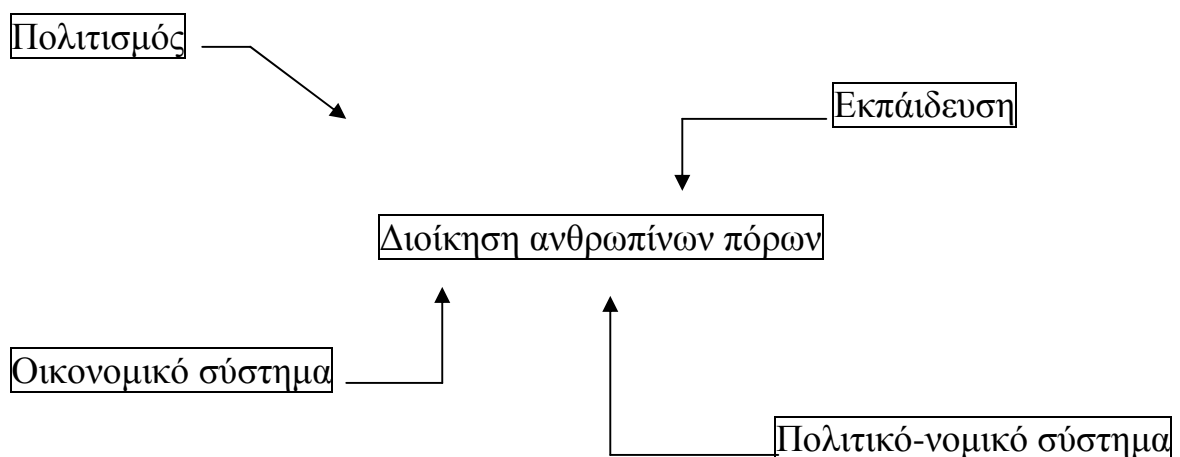 Πολιτισμός
Εκπάιδευση
Διοίκηση ανθρωπίνων πόρων
Οικονομικό σύστημα
Πολιτικό-νομικό σύστημα